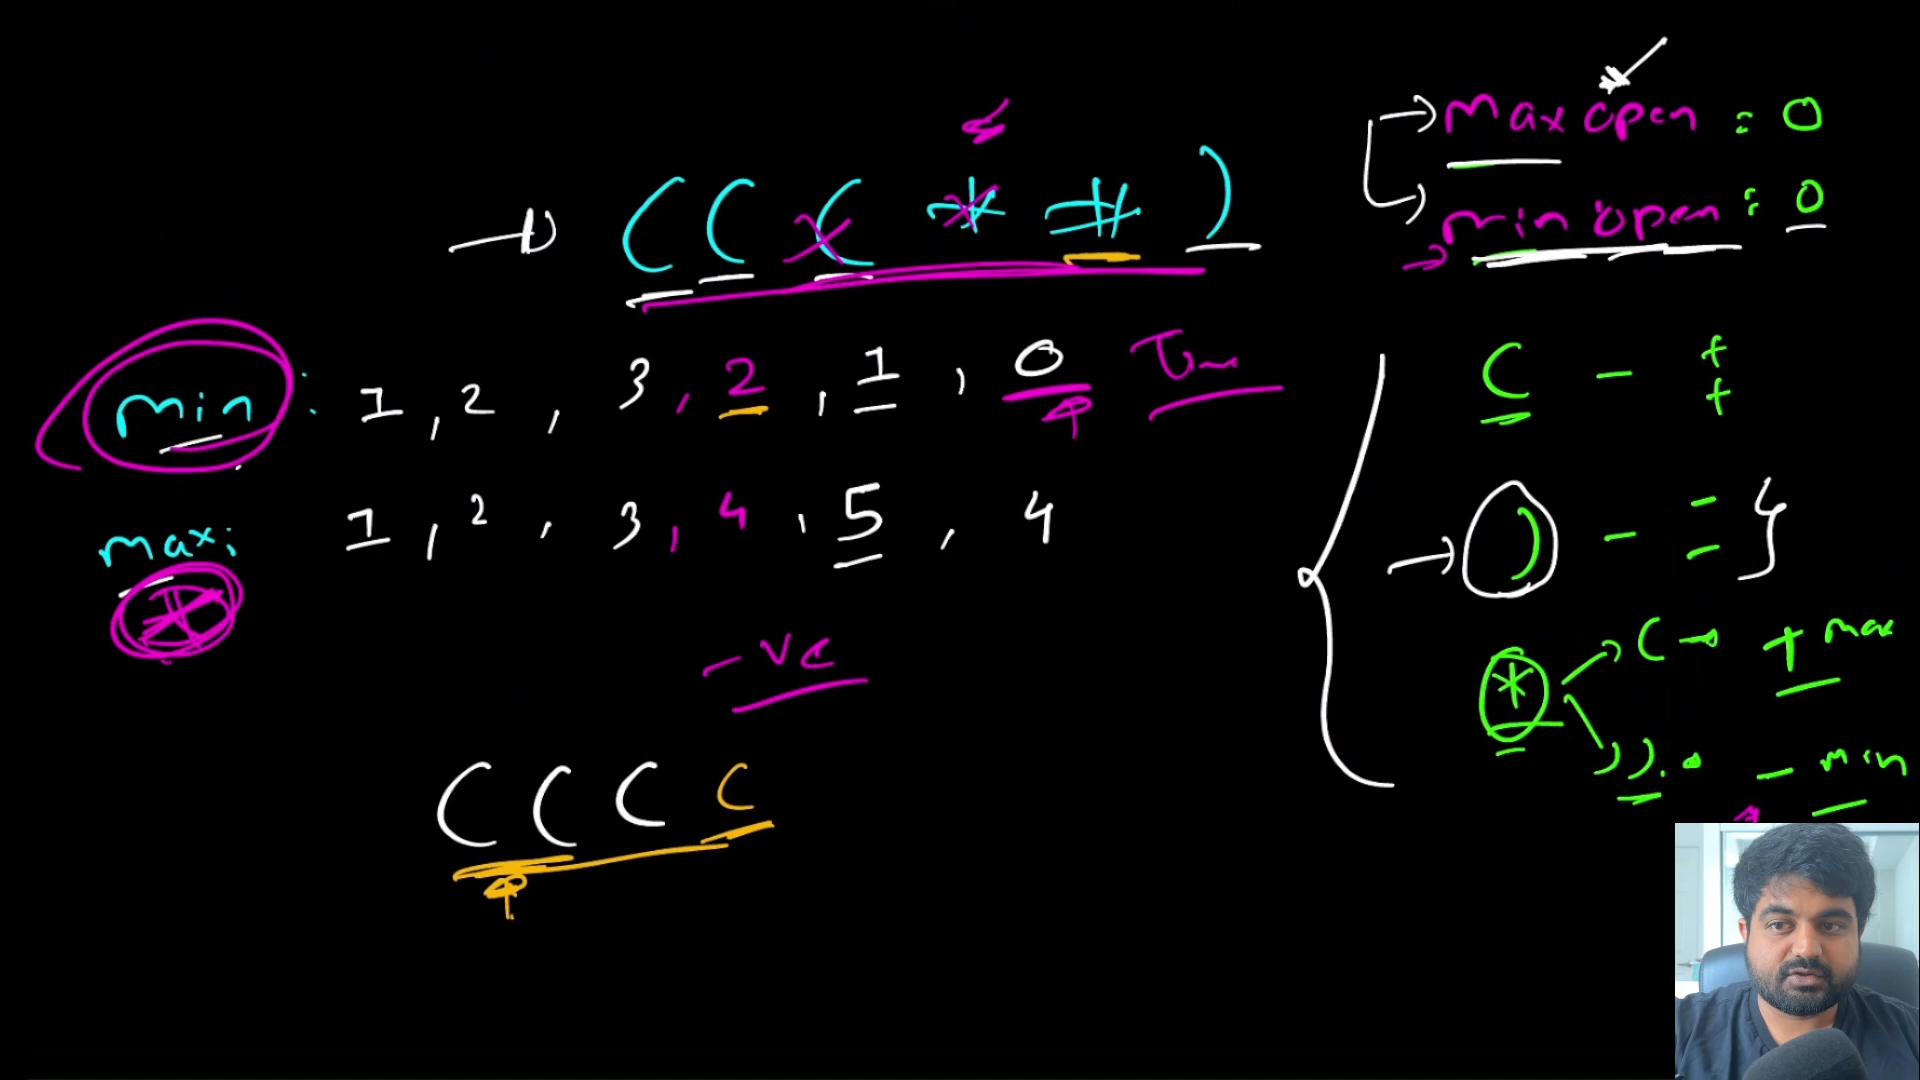 max open : 0
→ ( ( ( * * )
min open : 0
min : 1 , 2 , 3 , 2 , 1 , 0 True
max : 1 , 2 , 3 , 4 , 5 , 4
( - + +
) - - - }
* ( → + max
) ) . - min
*
-ve
( ( ( (